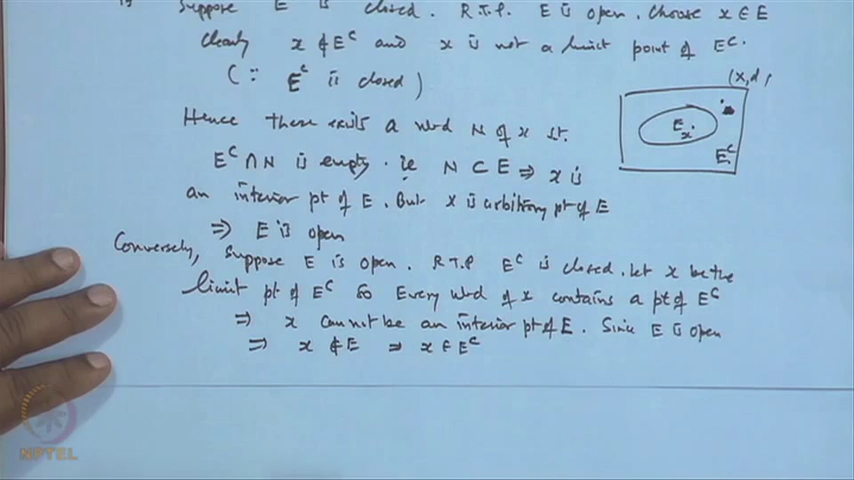 Suppose E is closed. R.T.P. E is open. Choose x ∈ E
Clearly x ∉ E^c and x is not a limit point of E^c.
(∵ E^c is closed)
(X, d)
Hence there exists a nbd N of x st.
E x.
E^c
E^c ∩ N is empty. ie N ⊂ E ⇒ x is
an interior pt of E. But x is arbitrary pt of E
⇒ E is open
Conversely, Suppose E is open. R.T.P E^c is closed. Let x be the
limit pt of E^c so Every nbd of x contains a pt of E^c
⇒ x cannot be an interior pt of E. Since E is open
⇒ x ∉ E ⇒ x ∈ E^c
NPTEL